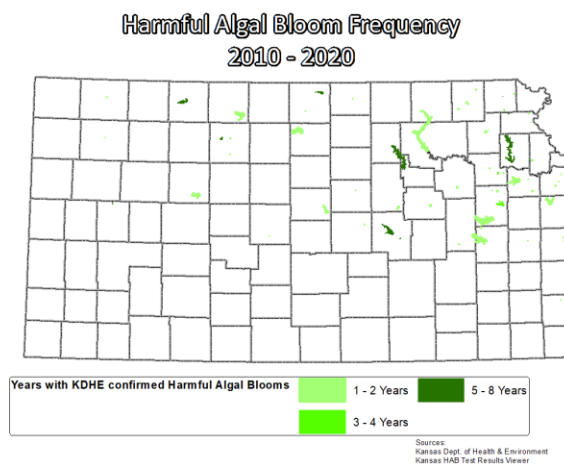 Harmful Algal Bloom Frequency
2010 - 2020
Years with KDHE confirmed Harmful Algal Blooms
1 - 2 Years
5 - 8 Years
3 - 4 Years
Sources:
Kansas Dept. of Health & Environment
Kansas HAB Test Results Viewer